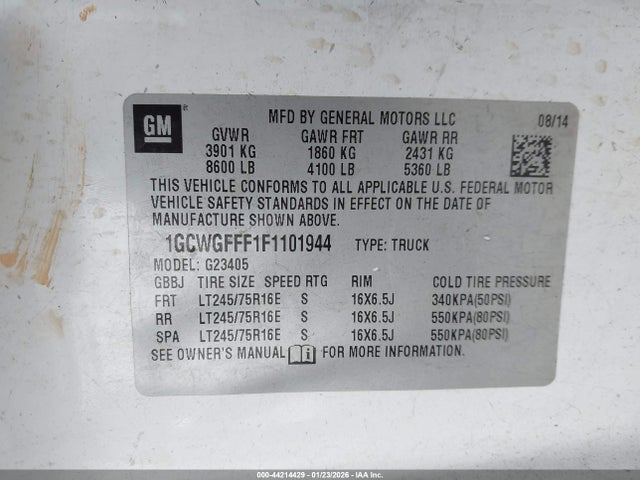 GM
MFD BY GENERAL MOTORS LLC 08/14
GVWR GAWR FRT GAWR RR
3901 KG 1860 KG 2431 KG
8600 LB 4100 LB 5360 LB
THIS VEHICLE CONFORMS TO ALL APPLICABLE U.S. FEDERAL MOTOR
VEHICLE SAFETY STANDARDS IN EFFECT ON THE DATE OF
MANUFACTURE SHOWN ABOVE.
1GCWGFFF1F1101944 TYPE: TRUCK
MODEL: G23405
GBBJ TIRE SIZE SPEED RTG RIM COLD TIRE PRESSURE
FRT LT245/75R16E S 16X6.5J 340KPA(50PSI)
RR LT245/75R16E S 16X6.5J 550KPA(80PSI)
SPA LT245/75R16E S 16X6.5J 550KPA(80PSI)
SEE OWNER'S MANUAL FOR MORE INFORMATION.
000-44214429 - 01/23/2026 - IAA Inc.